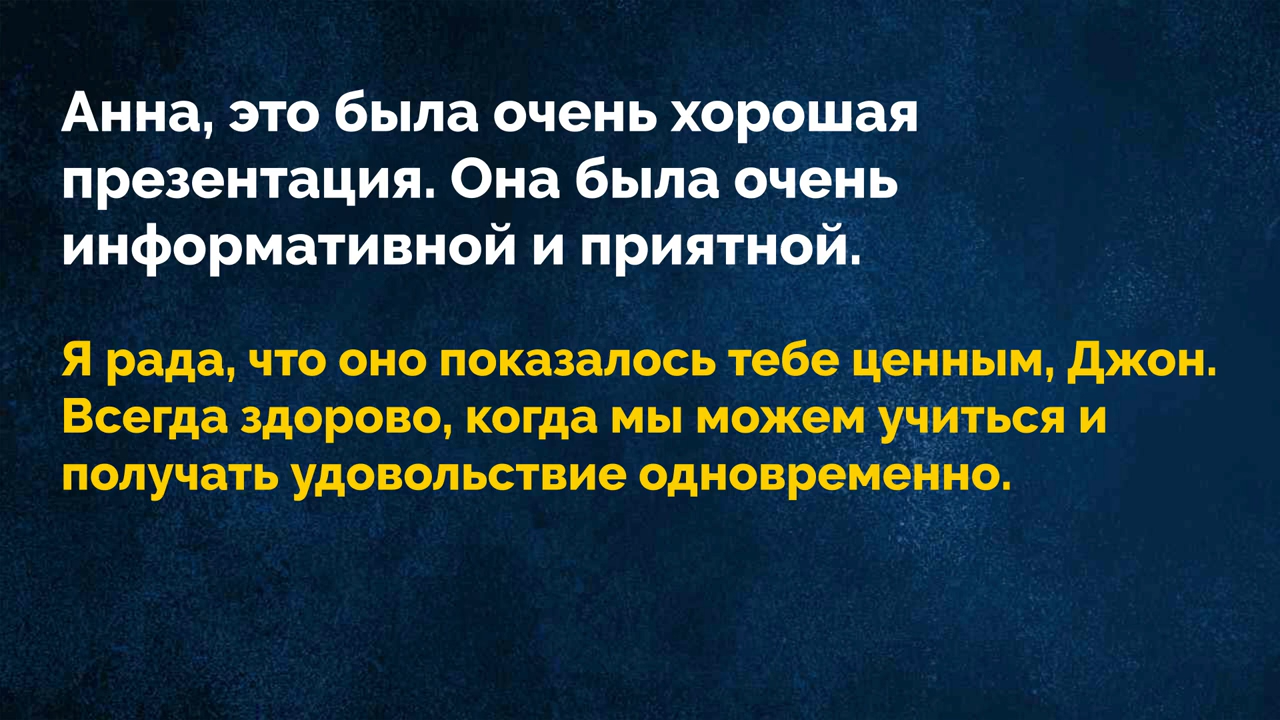 Анна, это была очень хорошая
презентация. Она была очень
информативной и приятной.
Я рада, что оно показалось тебе ценным, Джон.
Всегда здорово, когда мы можем учиться и
получать удовольствие одновременно.